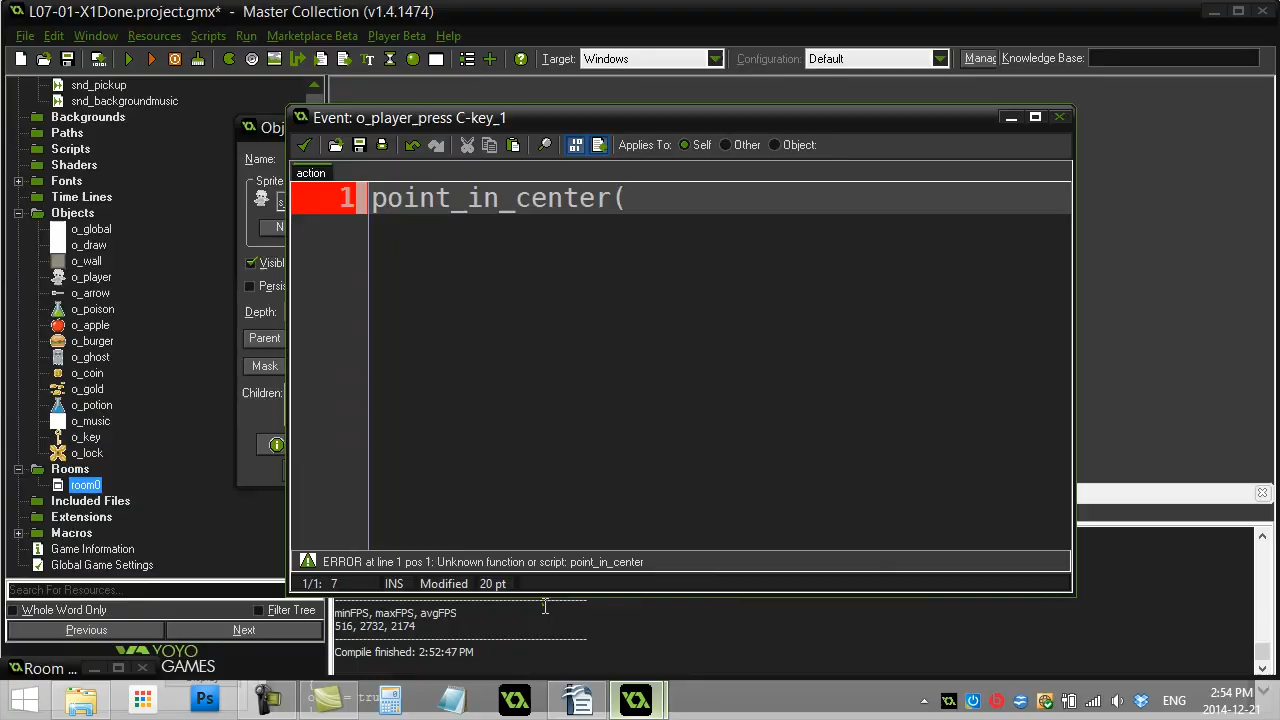 L07-01-X1Done.project.gmx* - Master Collection (v1.4.1474)
File Edit Window Resources Scripts Run Marketplace Beta Player Beta Help
Target: Windows Configuration: Default Manag Knowledge Base:
snd_pickup
snd_backgroundmusic
Backgrounds
Paths
Scripts
Shaders
Fonts
Time Lines
Objects
o_global
o_draw
o_wall
o_player
o_arrow
o_poison
o_apple
o_burger
o_ghost
o_coin
o_gold
o_potion
o_music
o_key
o_lock
Rooms
room0
Included Files
Extensions
Macros
Game Information
Global Game Settings
Search For Resources...
Whole Word Only Filter Tree
Previous Next
YOYO
GAMES
Room ...
Obj
Name:
Sprite
s
N
Visibl
Persis
Depth:
Parent
Mask
Children:
Event: o_player_press C-key_1
Applies To: Self Other Object:
action
1 point_in_center(
ERROR at line 1 pos 1: Unknown function or script: point_in_center
1/1: 7 INS Modified 20 pt
minFPS, maxFPS, avgFPS
516, 2732, 2174
Compile finished: 2:52:47 PM
Ps
= tru
ENG
2:54 PM
2014-12-21